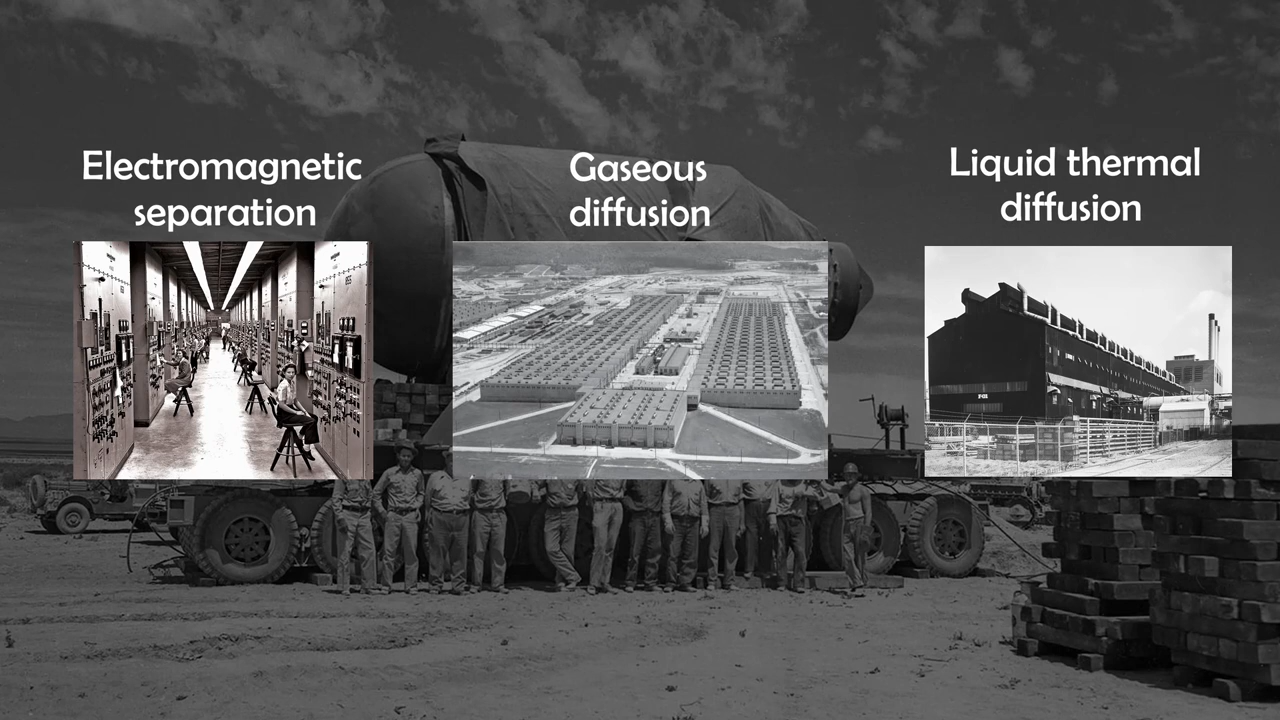 Electromagnetic
separation
Gaseous
diffusion
Liquid thermal
diffusion